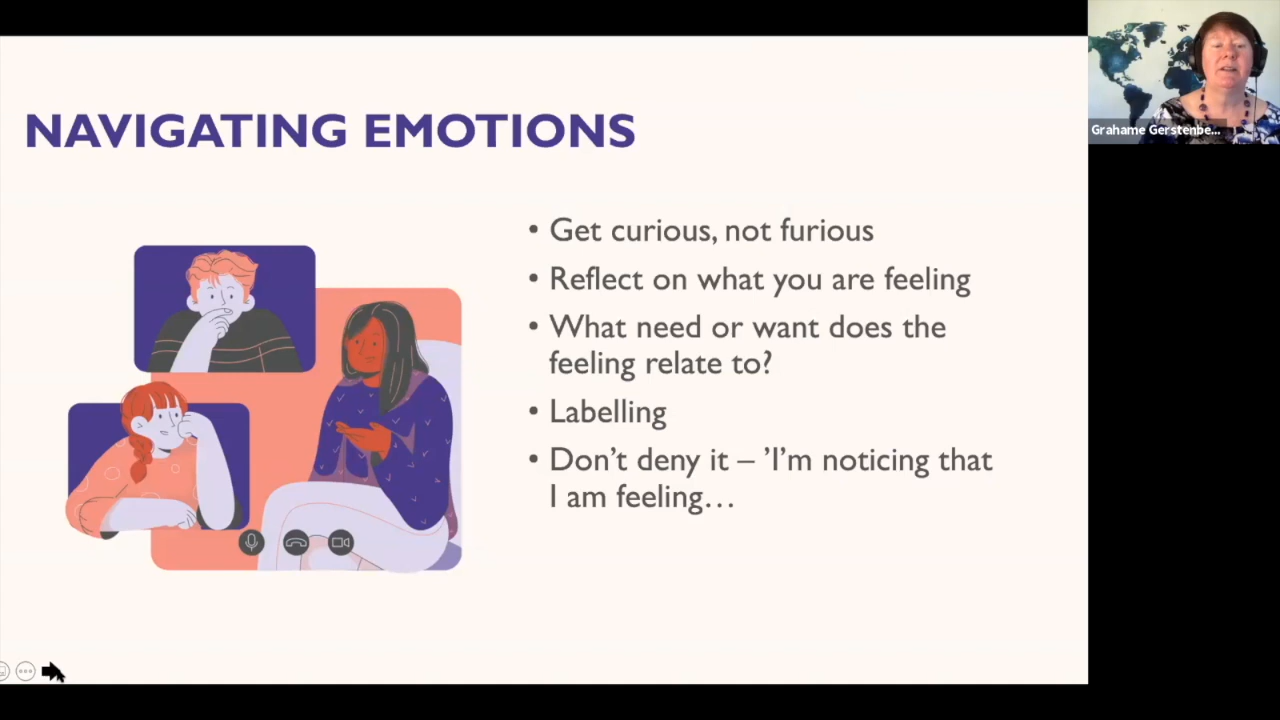 NAVIGATING EMOTIONS
• Get curious, not furious
• Reflect on what you are feeling
• What need or want does the
feeling relate to?
• Labelling
• Don’t deny it – ’I’m noticing that
I am feeling…
Grahame Gerstenbe...